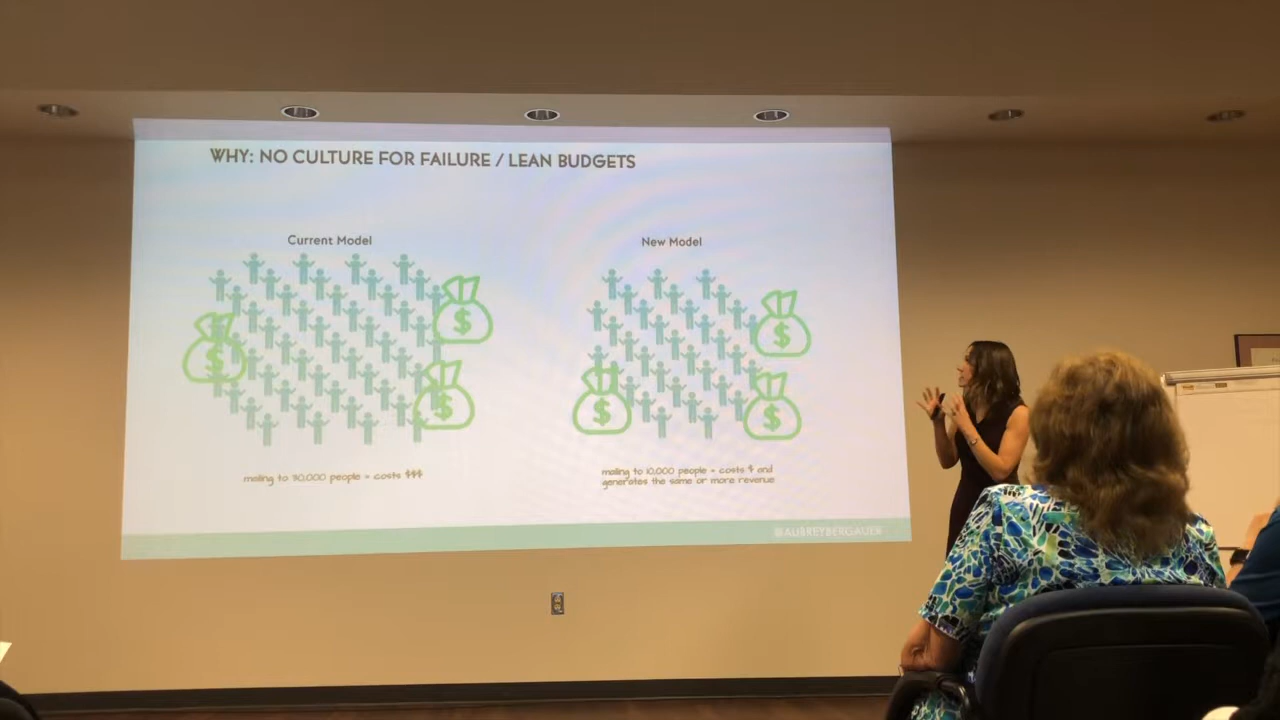 WHY: NO CULTURE FOR FAILURE / LEAN BUDGETS
Current Model
New Model
$
$
$
$
$
$
mailing to 30,000 people = costs $$$
mailing to 10,000 people = costs $ and
generates the same or more revenue
@AUBREYBERGAUER